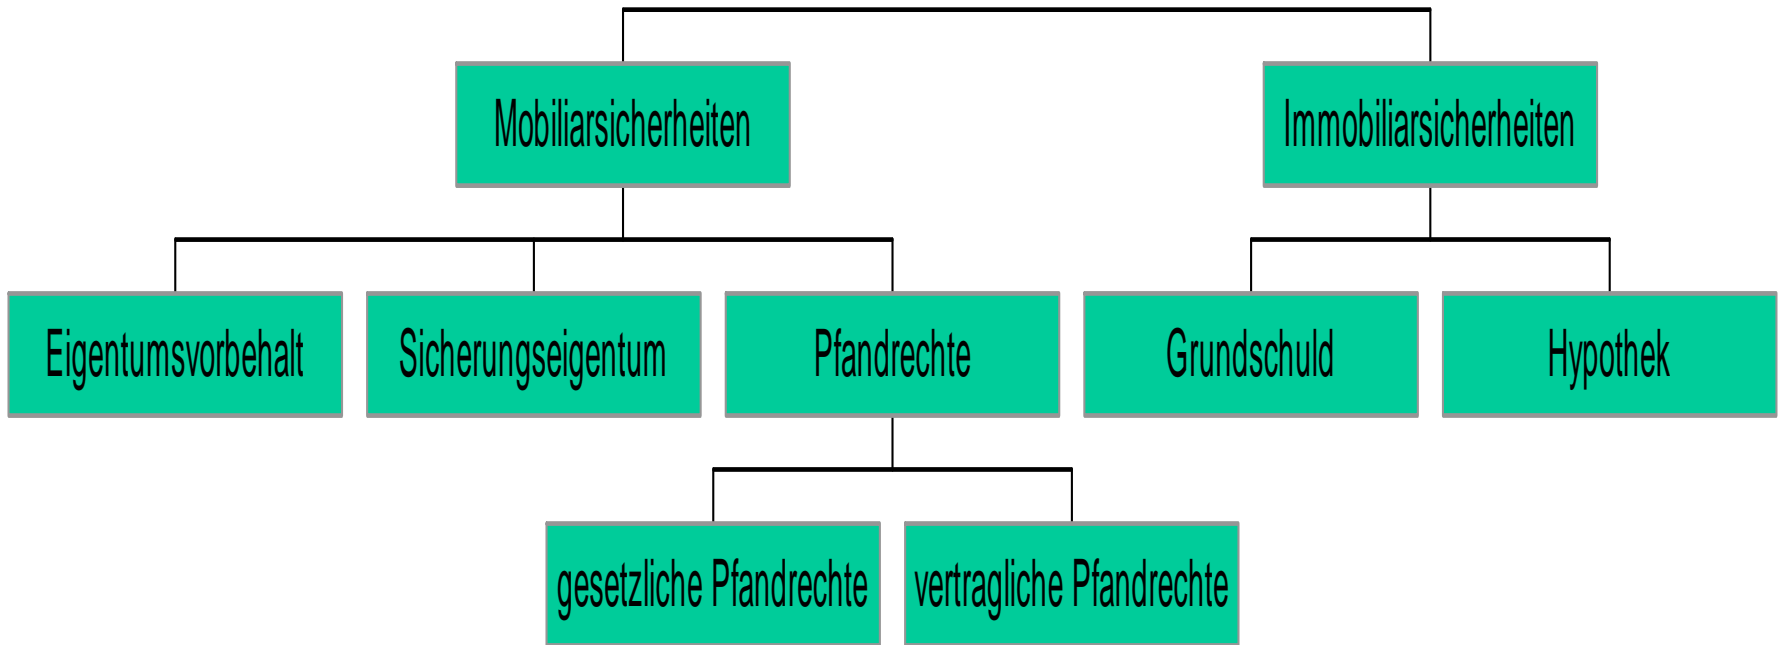 Mobiliarsicherheiten
Immobiliarsicherheiten
Eigentumsvorbehalt
Sicherungseigentum
Pfandrechte
Grundschuld
Hypothek
gesetzliche Pfandrechte
vertragliche Pfandrechte